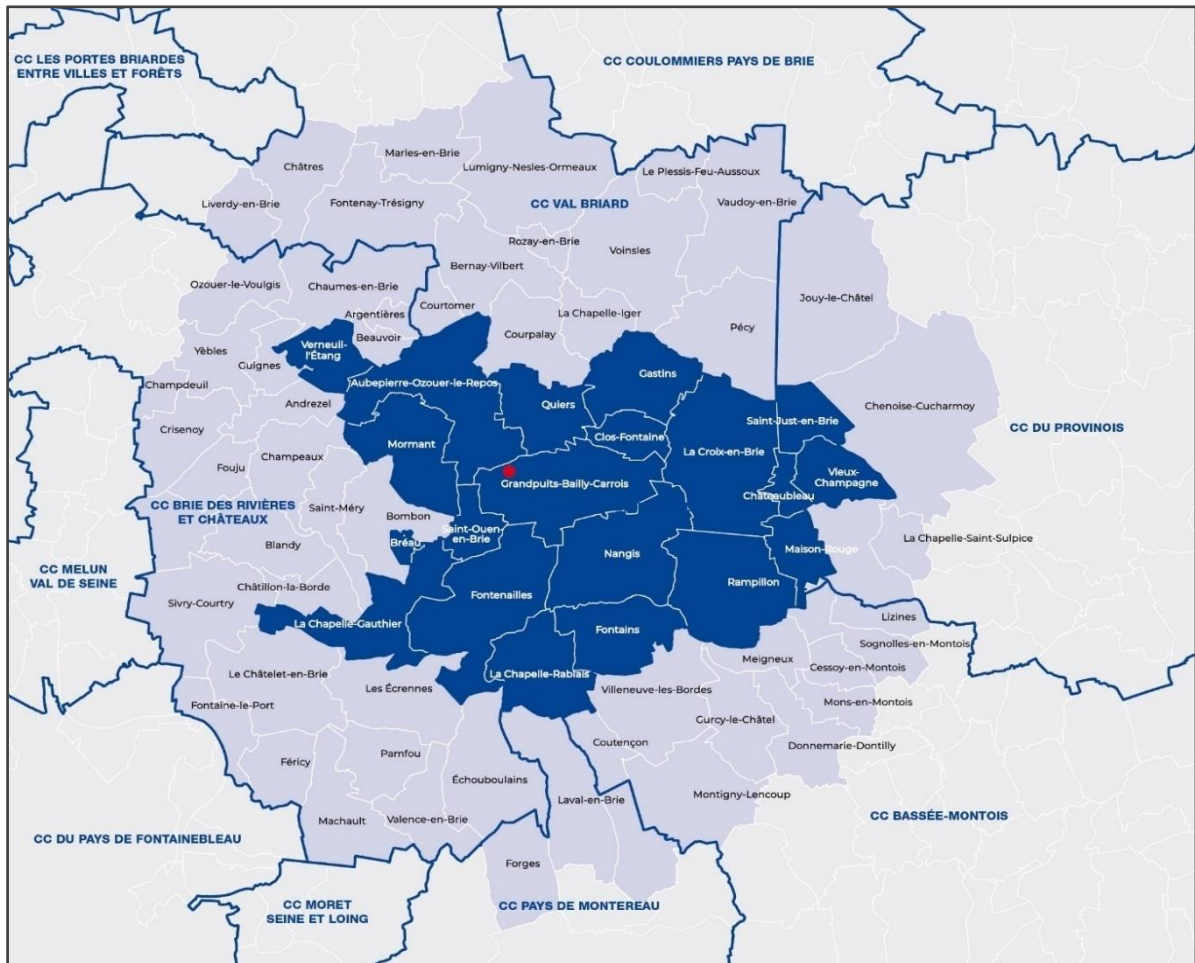 CC LES PORTES BRIARDES
ENTRE VILLES ET FORÊTS
CC COULOMMIERS PAYS DE BRIE
Marles-en-Brie
Châtres
Lumigny-Nesles-Ormeaux
Le Plessis-Feu-Aussoux
Liverdy-en-Brie
Fontenay-Trésigny
CC VAL BRIARD
Vaudoy-en-Brie
Rozay-en-Brie
Voinsles
Bernay-Vilbert
Ozouer-le-Voulgis
Chaumes-en-Brie
Jouy-le-Châtel
Courtomer
Argentières
La Chapelle-Iger
Pécy
Courpalay
Beauvoir
Verneuil-
l'Étang
Yèbles
Guignes
Gastins
Champdeuil
Aubepierre-Ozouer-le-Repos
Andrezel
Quiers
Chenoise-Cucharmoy
Saint-Just-en-Brie
Crisenoy
CC DU PROVINOIS
Mormant
Clos-Fontaine
La Croix-en-Brie
Champeaux
Fouju
Vieux-
Champagne
Grandpuits-Bailly-Carrois
Châteaubleau
CC BRIE DES RIVIÈRES
ET CHÂTEAUX
Saint-Méry
Bombon
Saint-Ouen-
en-Brie
Bréau
La Chapelle-Saint-Sulpice
Blandy
Nangis
Maison-Rouge
CC MELUN
VAL DE SEINE
Châtillon-la-Borde
Rampillon
Sivry-Courtry
Fontenailles
La Chapelle-Gauthier
Lizines
Fontains
Sognolles-en-Montois
Meigneux
Cessoy-en-Montois
Le Châtelet-en-Brie
La Chapelle-Rablais
Les Écrennes
Villeneuve-les-Bordes
Mons-en-Montois
Fontaine-le-Port
Gurcy-le-Châtel
Coutençon
Donnemarie-Dontilly
Pamfou
Féricy
Échouboulains
Montigny-Lencoup
Laval-en-Brie
CC BASSÉE-MONTOIS
Machault
Valence-en-Brie
CC DU PAYS DE FONTAINEBLEAU
Forges
CC MORET
SEINE ET LOING
CC PAYS DE MONTEREAU